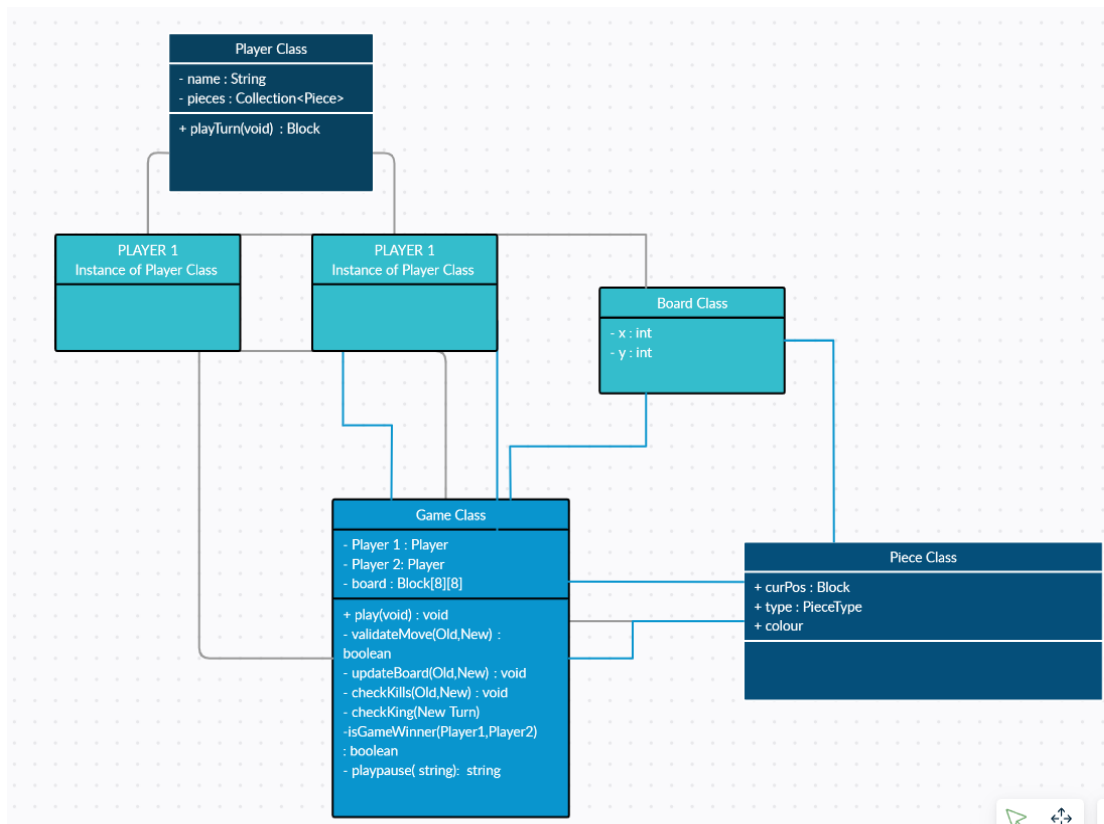 Player Class
- name : String
- pieces : Collection<Piece>
+ playTurn(void)  : Block
PLAYER 1
Instance of Player Class
PLAYER 1
Instance of Player Class
Board Class
- x : int
- y : int
Game Class
- Player 1 : Player
- Player 2: Player
- board : Block[8][8]
+ play(void) : void
- validateMove(Old,New) :
boolean
- updateBoard(Old,New) : void
- checkKills(Old,New) : void
- checkKing(New Turn)
-isGameWinner(Player1,Player2)
: boolean
- playpause( string):  string
Piece Class
+ curPos : Block
+ type : PieceType
+ colour